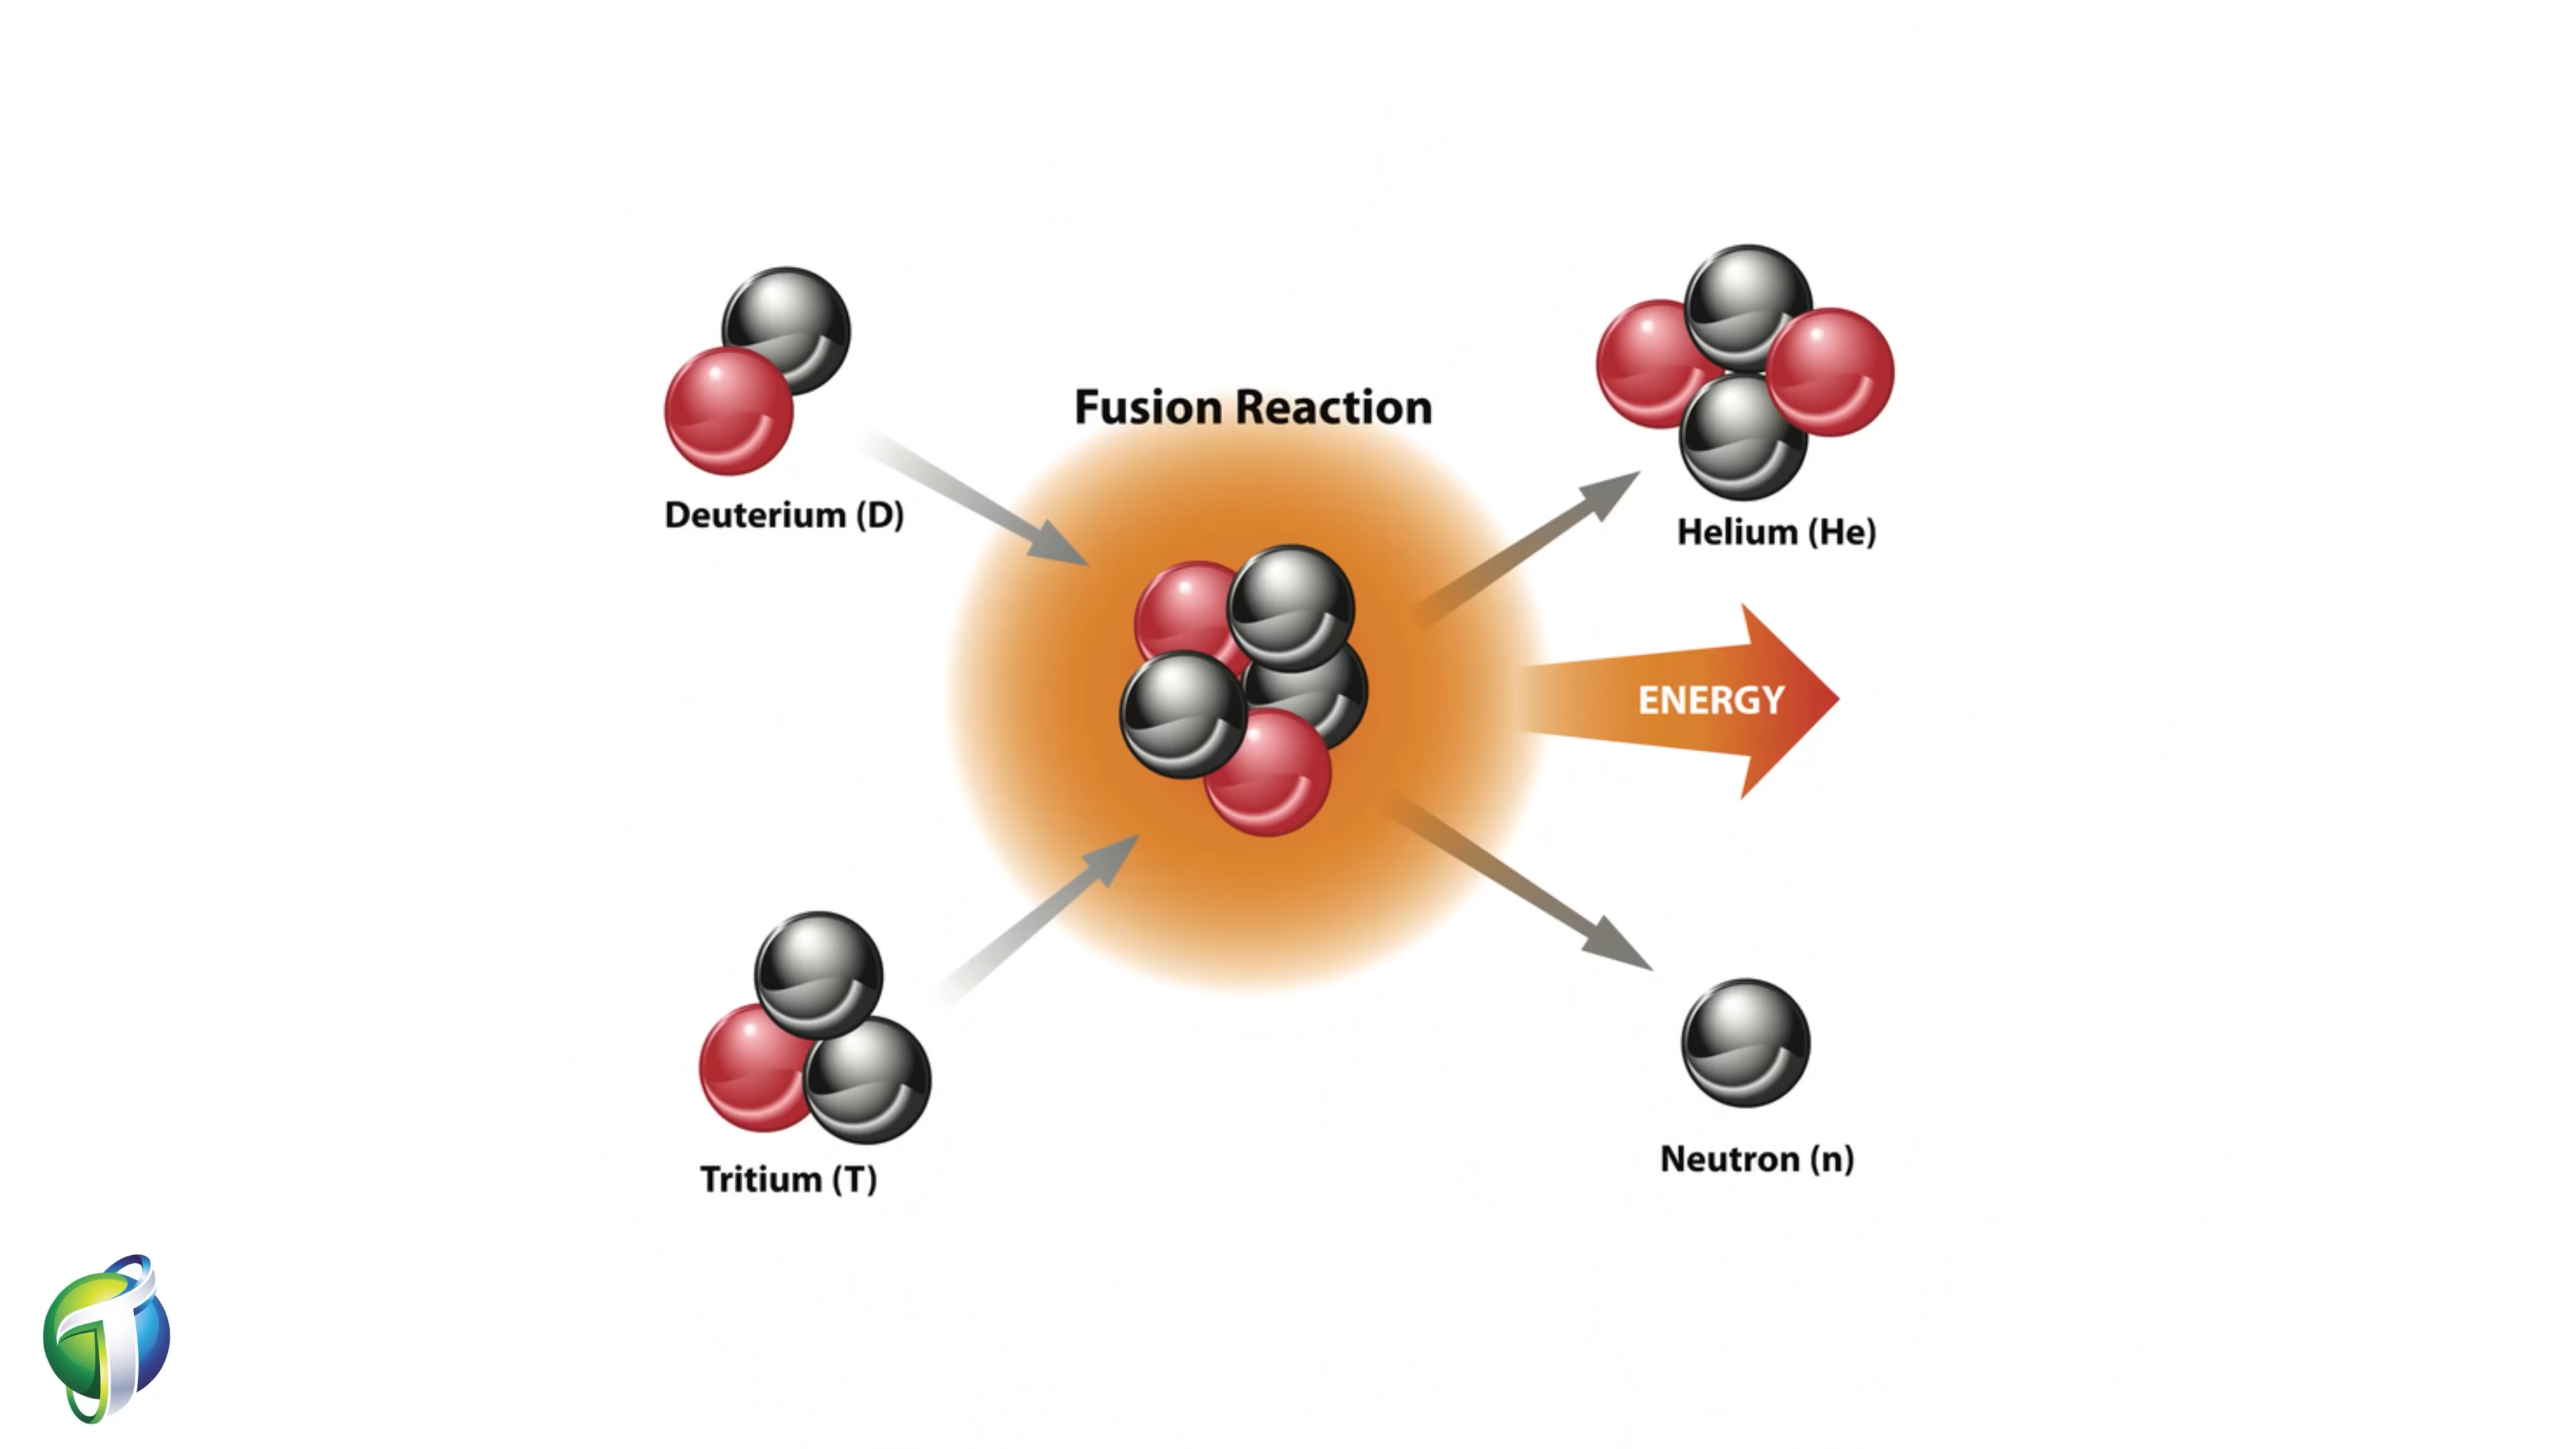 Fusion Reaction
Deuterium (D)
Helium (He)
ENERGY
Tritium (T)
Neutron (n)